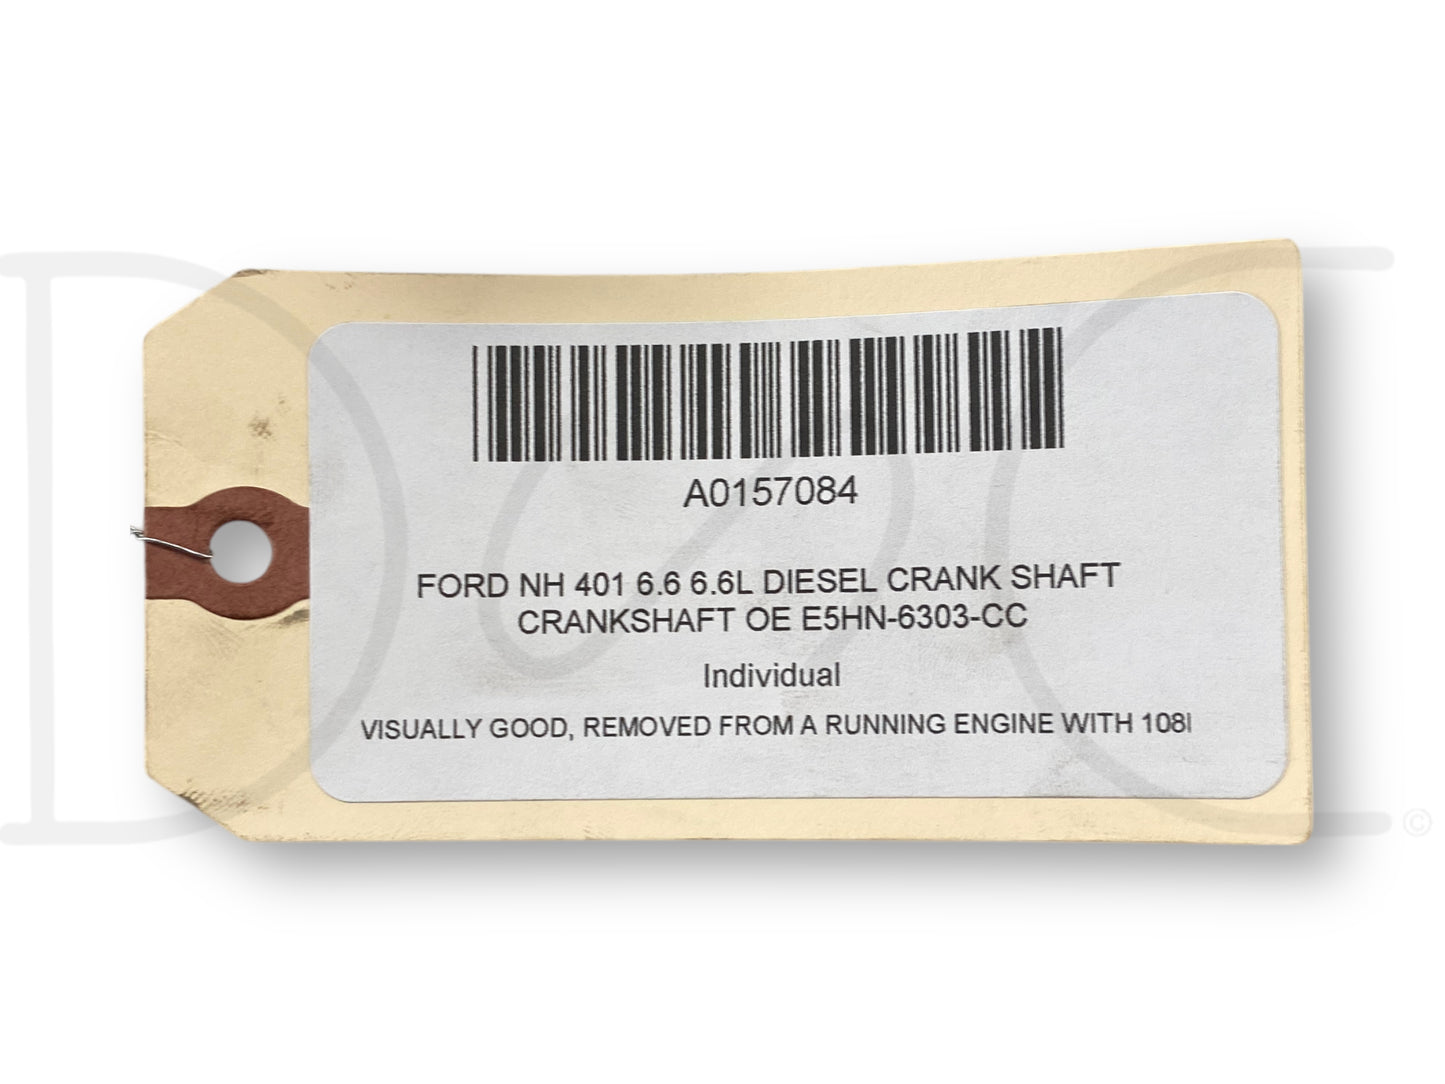 A0157084
FORD NH 401 6.6 6.6L DIESEL CRANK SHAFT
CRANKSHAFT OE E5HN-6303-CC
Individual
VISUALLY GOOD, REMOVED FROM A RUNNING ENGINE WITH 108